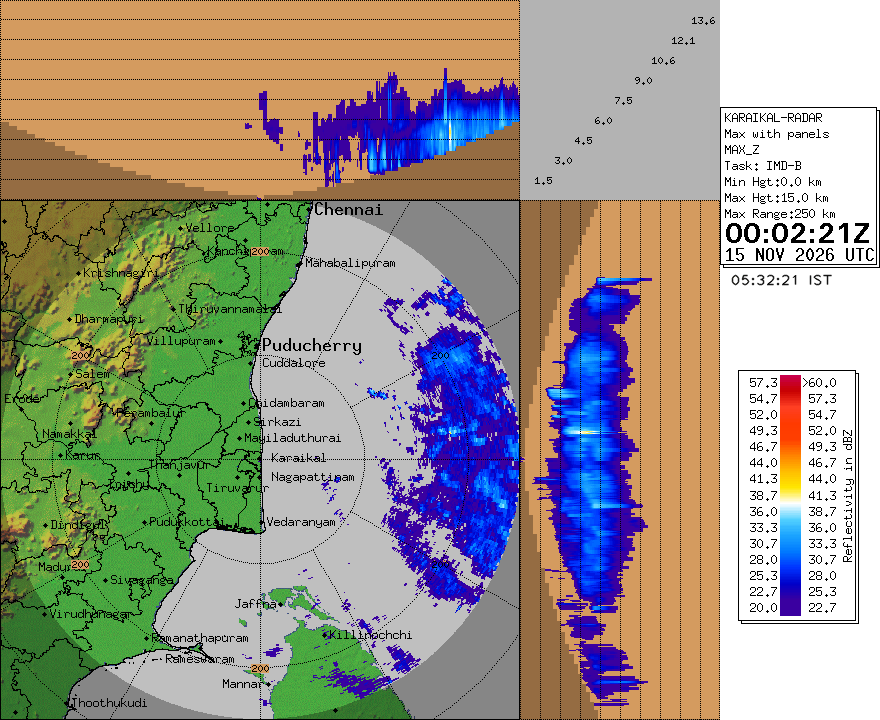 13.6
12.1
10.6
9.0
7.5
6.0
4.5
3.0
1.5
KARAIKAL-RADAR
Max with panels
MAX_Z
Task: IMD-B
Min Hgt:0.0 km
Max Hgt:15.0 km
Max Range:250 km
00:02:21Z
15 NOV 2026 UTC
05:32:21 IST
Chennai
Vellore
200
Mahabalipuram
Krishnagiri
Thiruvannamalai
Dharmapuri
Villupuram
Puducherry
200
200
Cuddalore
Salem
Erode
Chidambaram
Perambalur
Sirkazi
Namakkal
Mayiladuthurai
Karur
Karaikal
Thanjavur
Nagapattinam
Tiruvarur
Dindigul
Pudukkottai
Vedaranyam
200
Sivaganga
Jaffna
Virudhunagar
Ramanathapuram
Killinochchi
Rameswaram
200
Mannar
Thoothukudi
57.3 >60.0
54.7 57.3
52.0 54.7
49.3 52.0
46.7 49.3
44.0 46.7
41.3 44.0
38.7 41.3
36.0 38.7
33.3 36.0
30.7 33.3
28.0 30.7
25.3 28.0
22.7 25.3
20.0 22.7
Reflectivity in dBZ